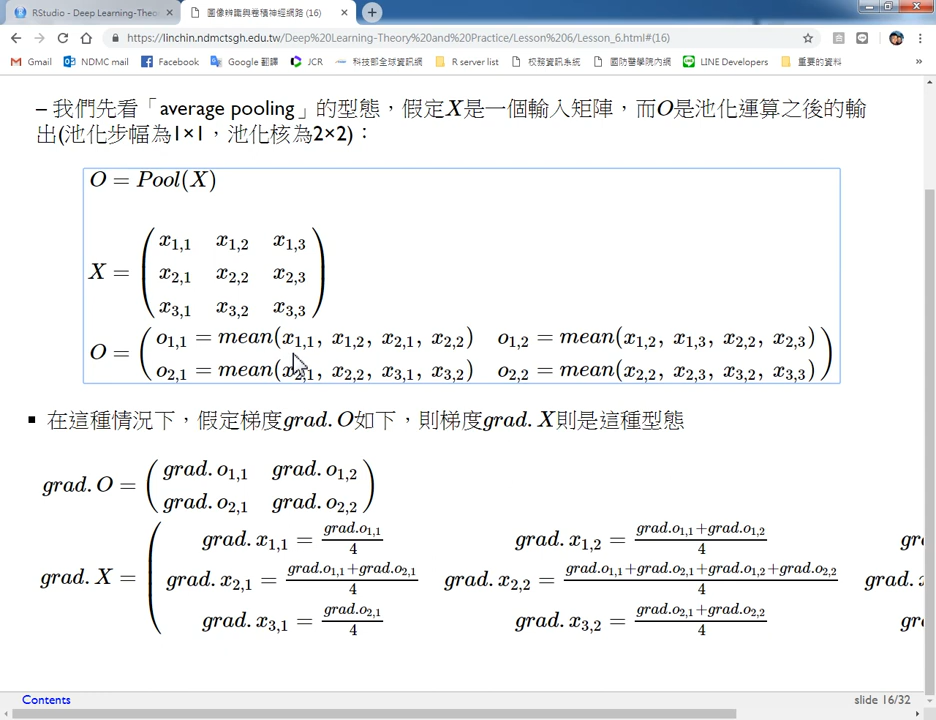 RStudio - Deep Learning-Theo
圖像辨識與卷積神經網路 (16)
https://linchin.ndmctsgh.edu.tw/Deep%20Learning-Theory%20and%20Practice/Lesson%206/Lesson_6.html#(16)
Gmail NDMC mail Facebook Google 翻譯 JCR 科技部全球資訊網 R server list 校務資訊系統 國防醫學院內網 LINE Developers 重要的資料 »
– 我們先看「average pooling」的型態，假定X是一個輸入矩陣，而O是池化運算之後的輸
出(池化步幅為1×1，池化核為2×2)：
O = Pool(X)
x1,1 x1,2 x1,3
X = x2,1 x2,2 x2,3
x3,1 x3,2 x3,3
O = ( o1,1 = mean(x1,1, x1,2, x2,1, x2,2) o1,2 = mean(x1,2, x1,3, x2,2, x2,3)
o2,1 = mean(x2,1, x2,2, x3,1, x3,2) o2,2 = mean(x2,2, x2,3, x3,2, x3,3) )
▪ 在這種情況下，假定梯度grad.O如下，則梯度grad.X則是這種型態
grad.O = ( grad.o1,1 grad.o1,2
grad.o2,1 grad.o2,2 )
grad.x1,1 = grad.o1,1/4 grad.x1,2 = (grad.o1,1+grad.o1,2)/4 gr
grad.X = grad.x2,1 = (grad.o1,1+grad.o2,1)/4 grad.x2,2 = (grad.o1,1+grad.o2,1+grad.o1,2+grad.o2,2)/4 grad.
grad.x3,1 = grad.o2,1/4 grad.x3,2 = (grad.o2,1+grad.o2,2)/4 gr
Contents
slide 16/32